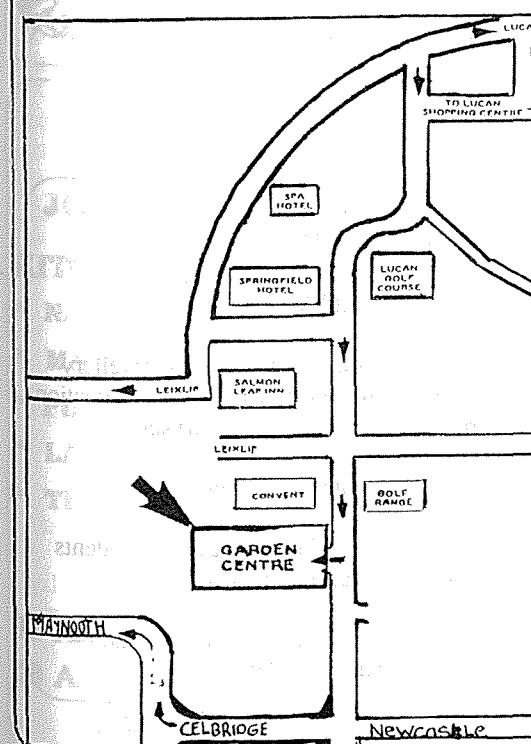 TO LUCAN
SHOPPING CENTRE
SPA
HOTEL
SPRINGFIELD
HOTEL
LUCAN
GOLF
COURSE
LEIXLIP
SALMON
LEAP INN
LEIXLIP
CONVENT
GOLF
RANGE
GARDEN
CENTRE
MAYNOOTH
CELBRIDGE
Newcastle